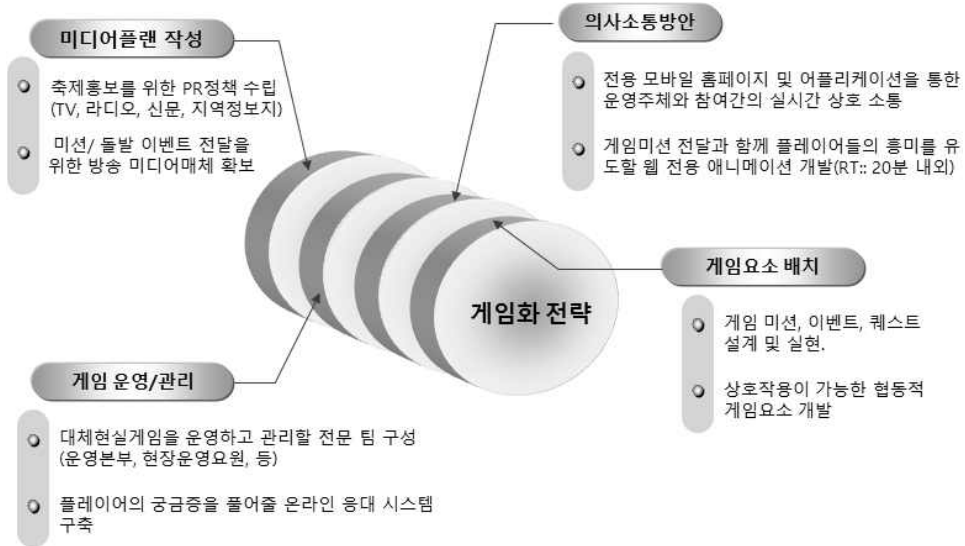 미디어플랜 작성
축제홍보를 위한 PR정책 수립
(TV, 라디오, 신문, 지역정보지)
미션/ 돌발 이벤트 전달을
위한 방송 미디어매체 확보
의사소통방안
전용 모바일 홈페이지 및 어플리케이션을 통한
운영주체와 참여간의 실시간 상호 소통
게임미션 전달과 함께 플레이어들의 흥미를 유
도할 웹 전용 애니메이션 개발(RT:: 20분 내외)
게임화 전략
게임요소 배치
게임 미션, 이벤트, 퀘스트
설계 및 실현.
상호작용이 가능한 협동적
게임요소 개발
게임 운영/관리
대체현실게임을 운영하고 관리할 전문 팀 구성
(운영본부, 현장운영요원, 등)
플레이어의 궁금증을 풀어줄 온라인 응대 시스템
구축